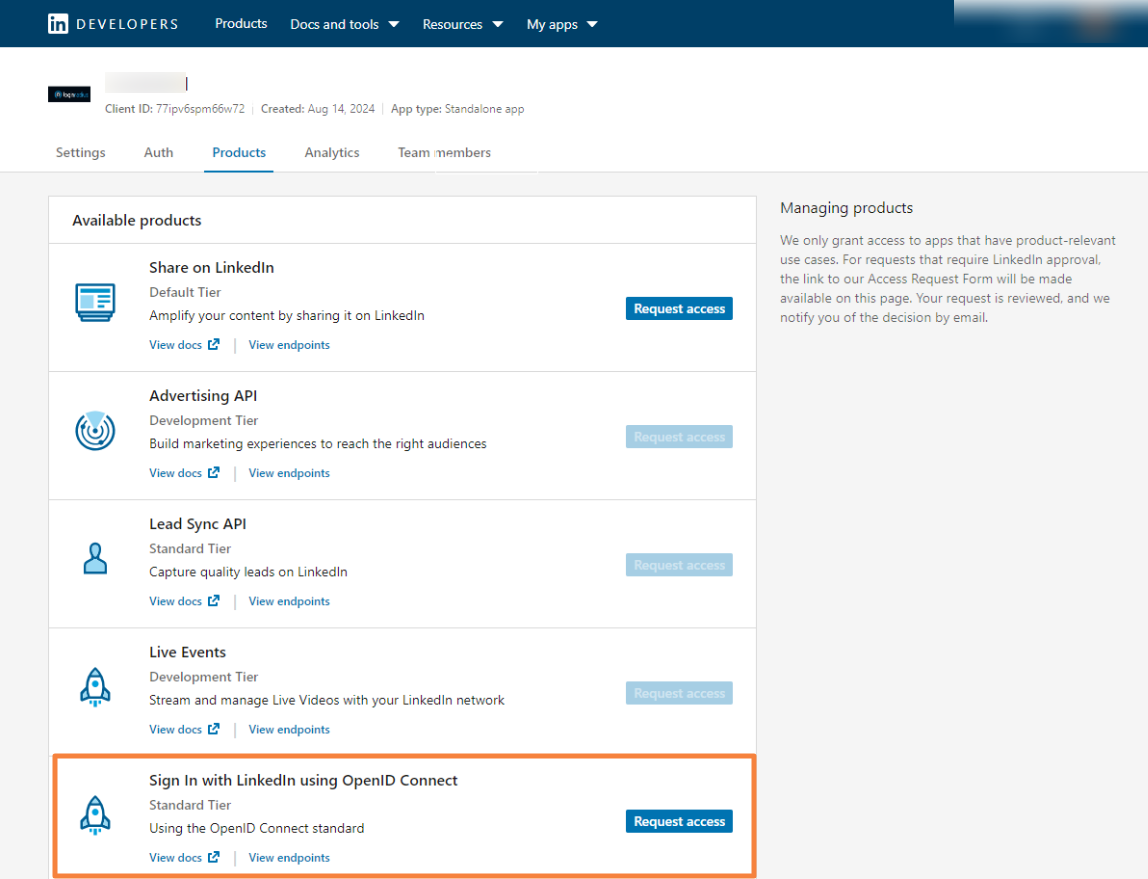 in DEVELOPERS Products Docs and tools Resources My apps
Client ID: 77ipv6spm66w72 Created: Aug 14, 2024 App type: Standalone app
Settings Auth Products Analytics Team members
Available products
Share on LinkedIn
Default Tier
Amplify your content by sharing it on LinkedIn
Request access
View docs View endpoints
Advertising API
Development Tier
Build marketing experiences to reach the right audiences
Request access
View docs View endpoints
Lead Sync API
Standard Tier
Capture quality leads on LinkedIn
Request access
View docs View endpoints
Live Events
Development Tier
Stream and manage Live Videos with your LinkedIn network
Request access
View docs View endpoints
Sign In with LinkedIn using OpenID Connect
Standard Tier
Using the OpenID Connect standard
Request access
View docs View endpoints
Managing products
We only grant access to apps that have product-relevant
use cases. For requests that require LinkedIn approval,
the link to our Access Request Form will be made
available on this page. Your request is reviewed, and we
notify you of the decision by email.